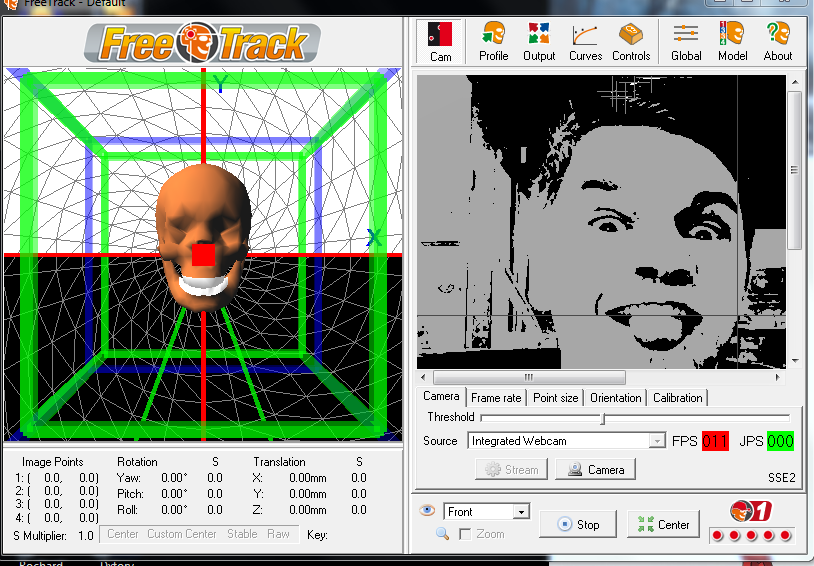 FreeTrack - Default
FreeTrack
Cam
Profile
Output
Curves
Controls
Global
Model
About
Y
X
Camera
Frame rate
Point size
Orientation
Calibration
Threshold
Source
Integrated Webcam
FPS 011
JPS 000
Stream
Camera
SSE2
Image Points
Rotation
S
Translation
S
1: ( 0.0, 0.0)
Yaw: 0.00° 0.0
X: 0.00mm 0.0
2: ( 0.0, 0.0)
Pitch: 0.00° 0.0
Y: 0.00mm 0.0
3: ( 0.0, 0.0)
Roll: 0.00° 0.0
Z: 0.00mm 0.0
4: ( 0.0, 0.0)
S Multiplier: 1.0
Center
Custom Center
Stable
Raw
Key:
Front
Zoom
Stop
Center
1